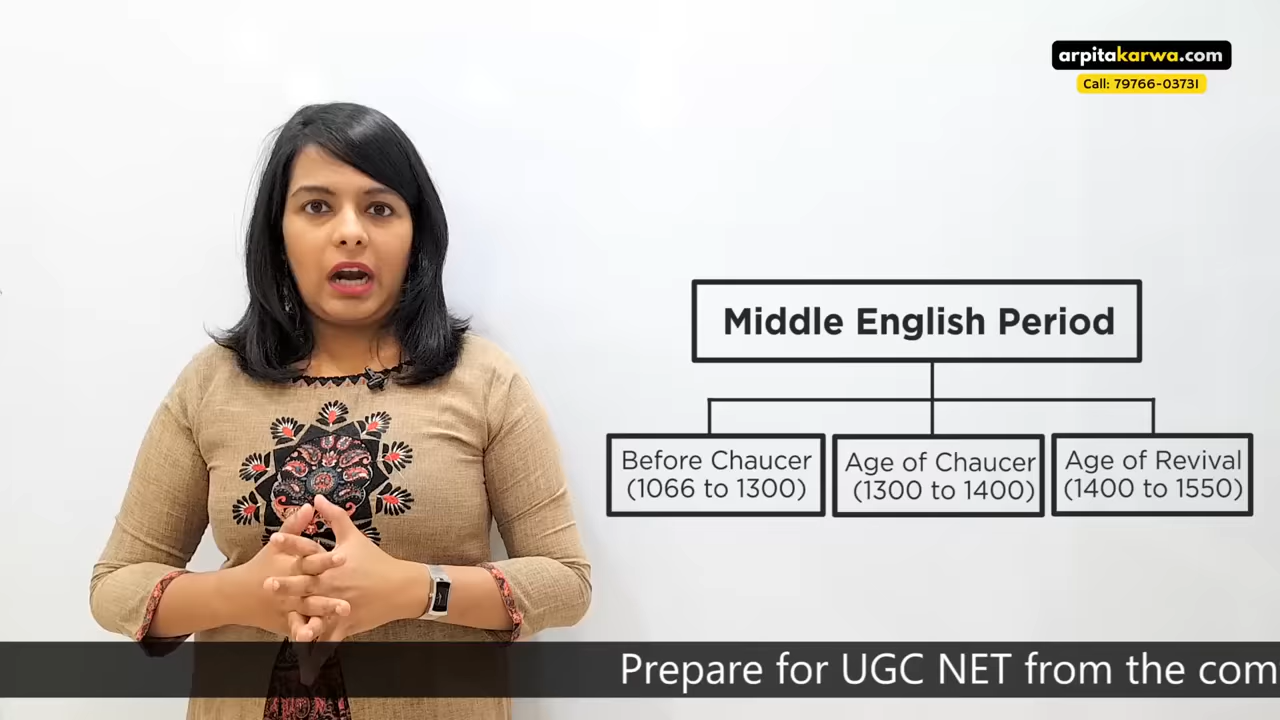 arpitakarwa.com
Call: 79766-03731
Middle English Period
Before Chaucer
(1066 to 1300)
Age of Chaucer
(1300 to 1400)
Age of Revival
(1400 to 1550)
Prepare for UGC NET from the com